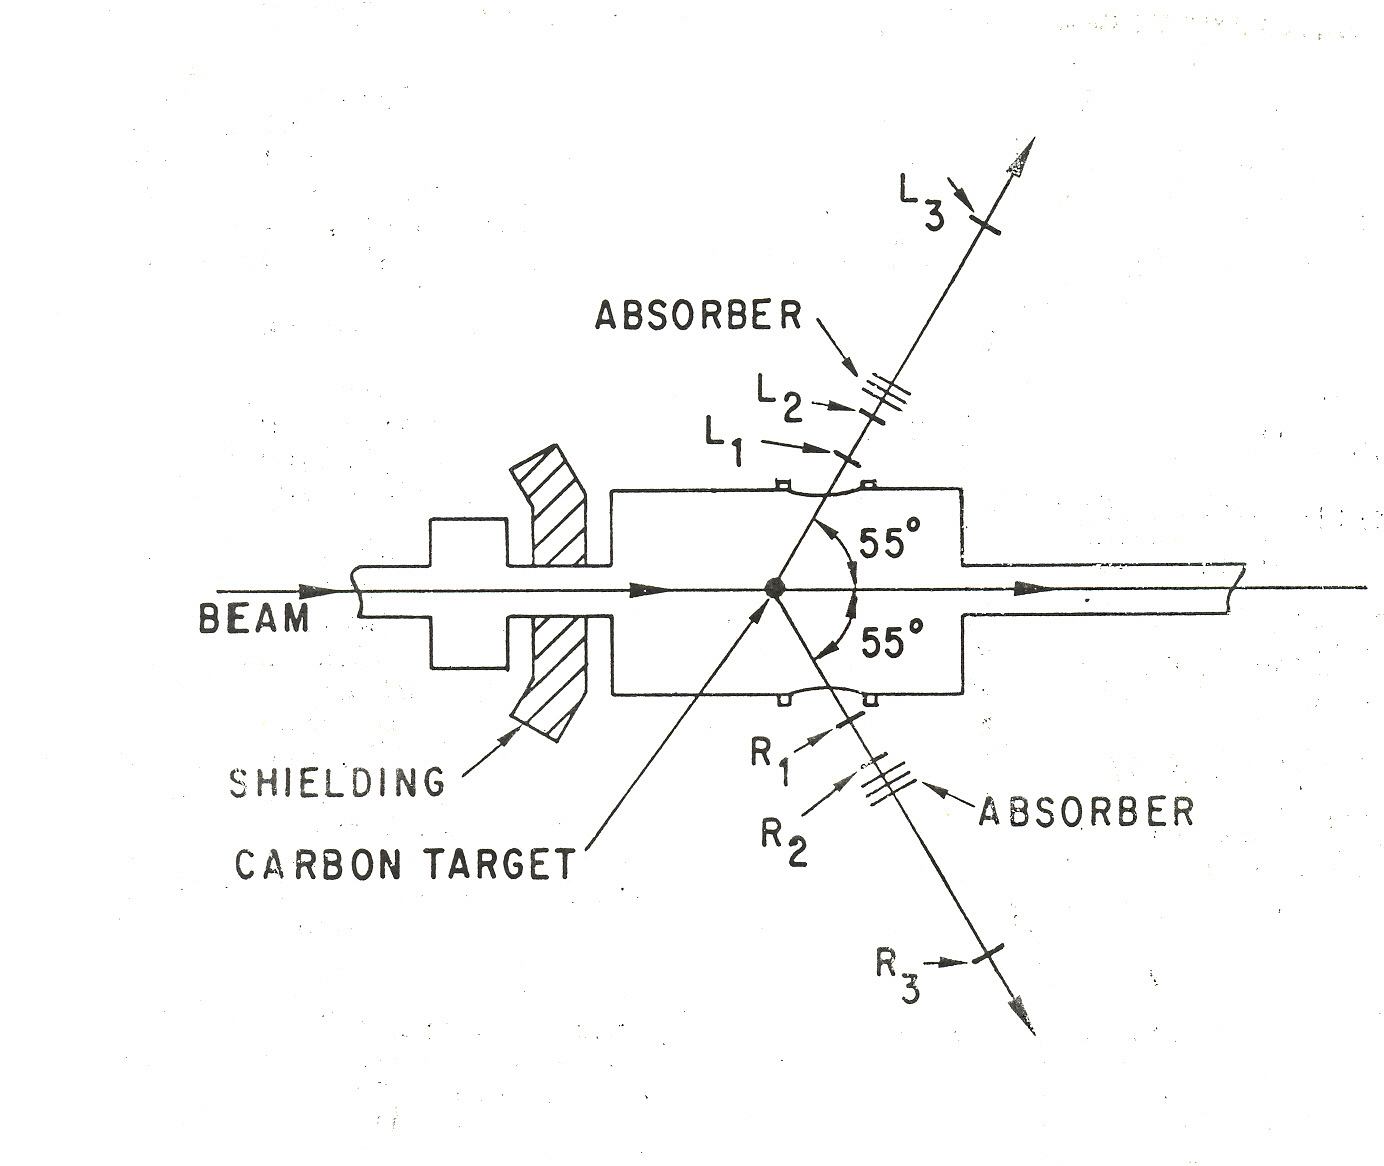 L3
ABSORBER
L2
L1
55°
BEAM
55°
R1
SHIELDING
ABSORBER
R2
CARBON TARGET
R3